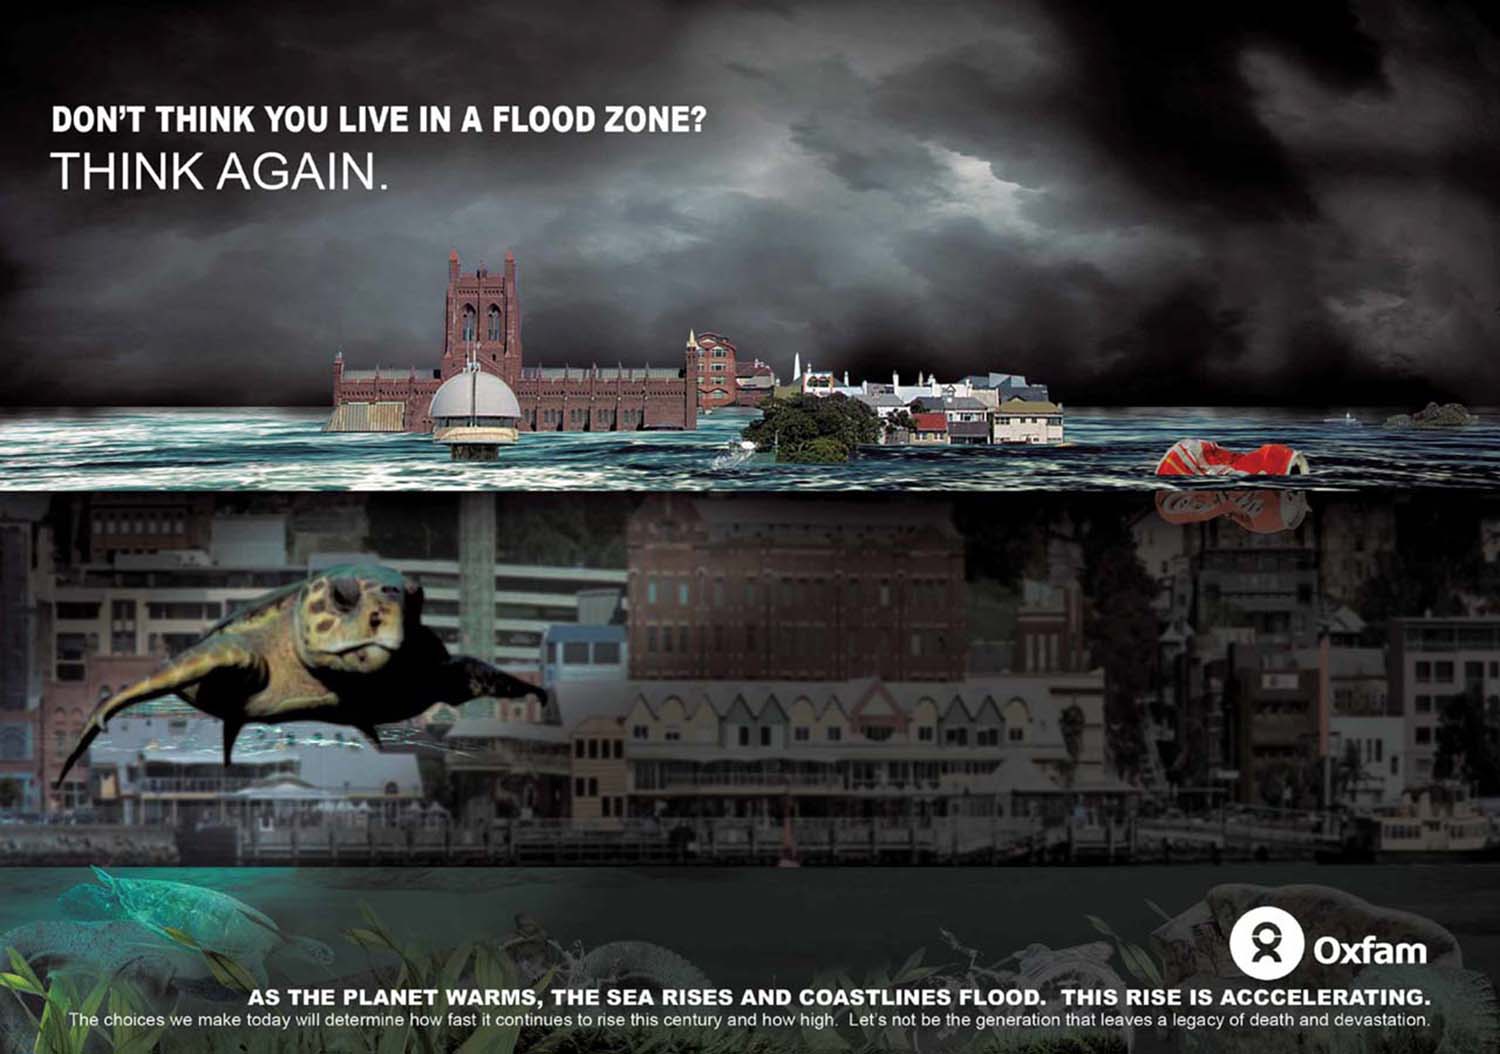 DON'T THINK YOU LIVE IN A FLOOD ZONE?
THINK AGAIN.
Coca-Cola
Oxfam
AS THE PLANET WARMS, THE SEA RISES AND COASTLINES FLOOD. THIS RISE IS ACCCELERATING.
The choices we make today will determine how fast it continues to rise this century and how high. Let's not be the generation that leaves a legacy of death and devastation.